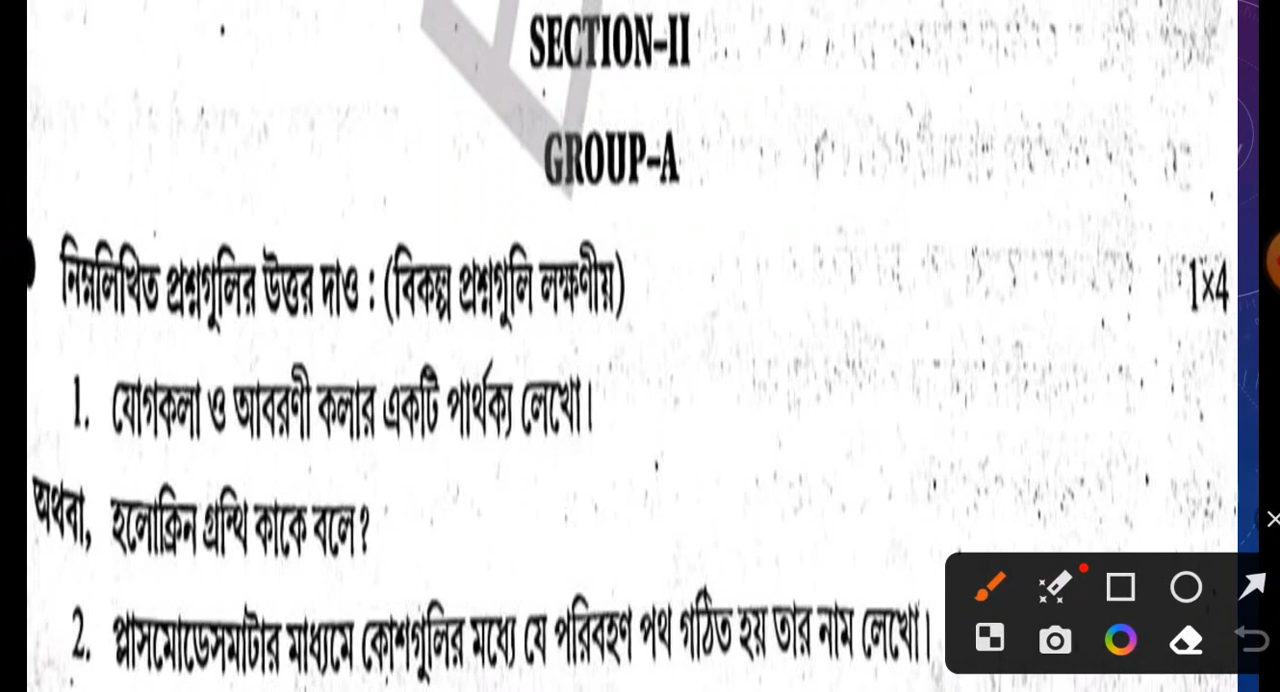 SECTION-II
GROUP-A
নিম্নলিখিত প্রশ্নগুলির উত্তর দাও : (বিকল্প প্রশ্নগুলি লক্ষণীয়) 1×4
1. যোগকলা ও আবরণী কলার একটি পার্থক্য লেখো।
অথবা, হলোক্রিন গ্রন্থি কাকে বলে?
2. প্লাসমোডেসমাটার মাধ্যমে কোশগুলির মধ্যে যে পরিবহণ পথ গঠিত হয় তার নাম লেখো।